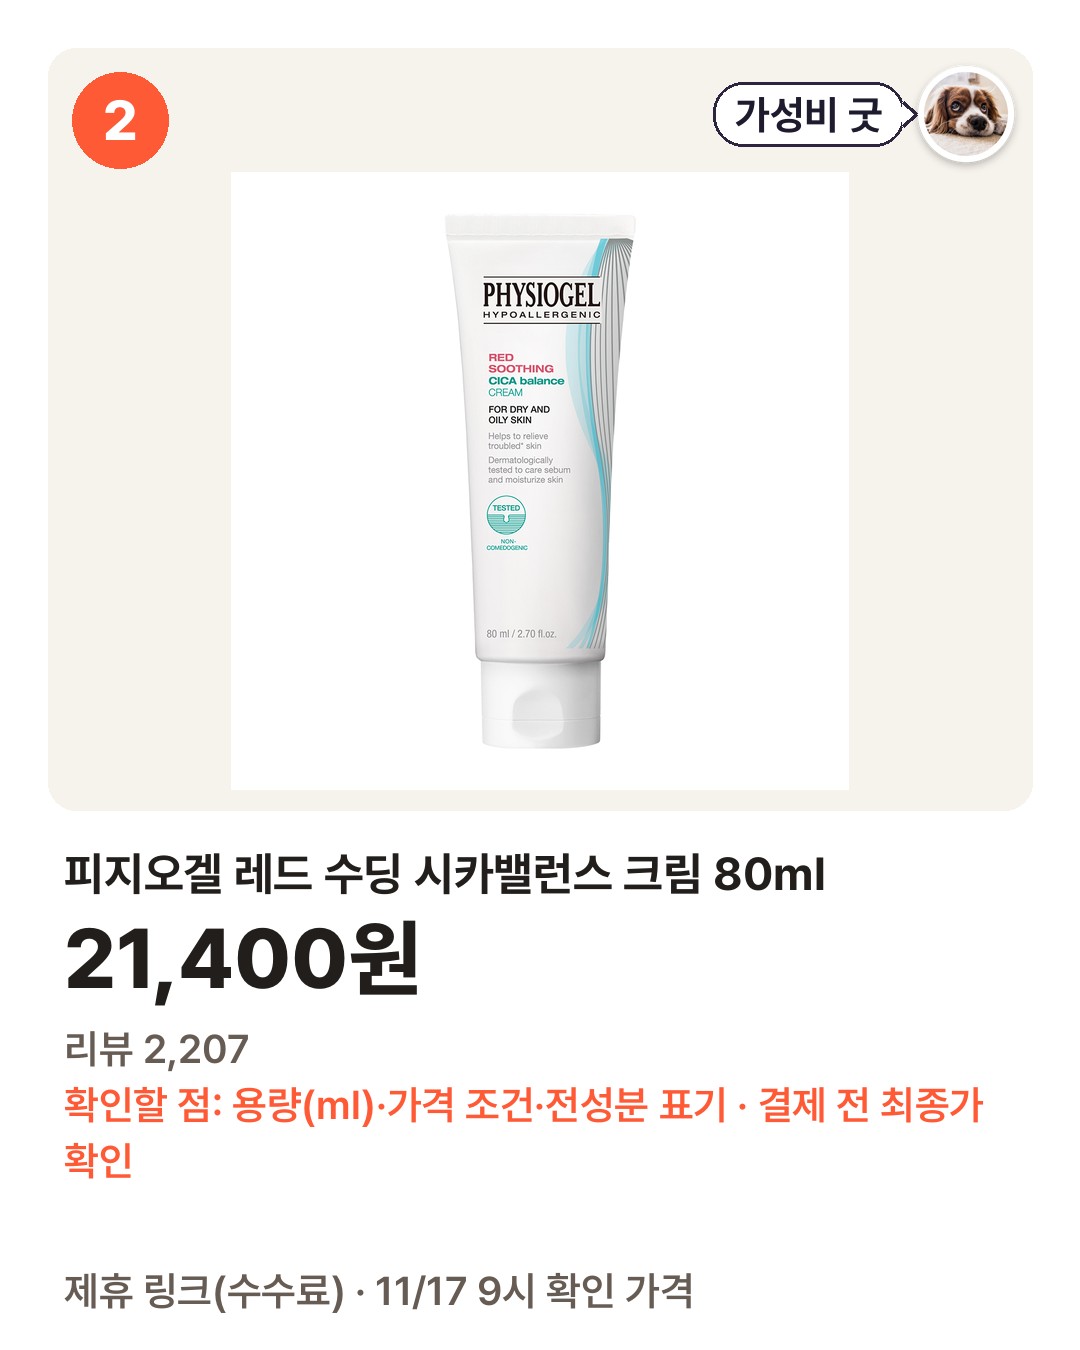 2
가성비 굿
PHYSIOGEL
HYPOALLERGENIC
RED
SOOTHING
CICA balance
CREAM
FOR DRY AND
OILY SKIN
Helps to relieve
troubled* skin
Dermatologically
tested to care sebum
and moisturize skin
TESTED
NON-
COMEDOGENIC
80 ml / 2.70 fl.oz.
피지오겔 레드 수딩 시카밸런스 크림 80ml
21,400원
리뷰 2,207
확인할 점: 용량(ml)·가격 조건·전성분 표기 · 결제 전 최종가
확인
제휴 링크(수수료) · 11/17 9시 확인 가격